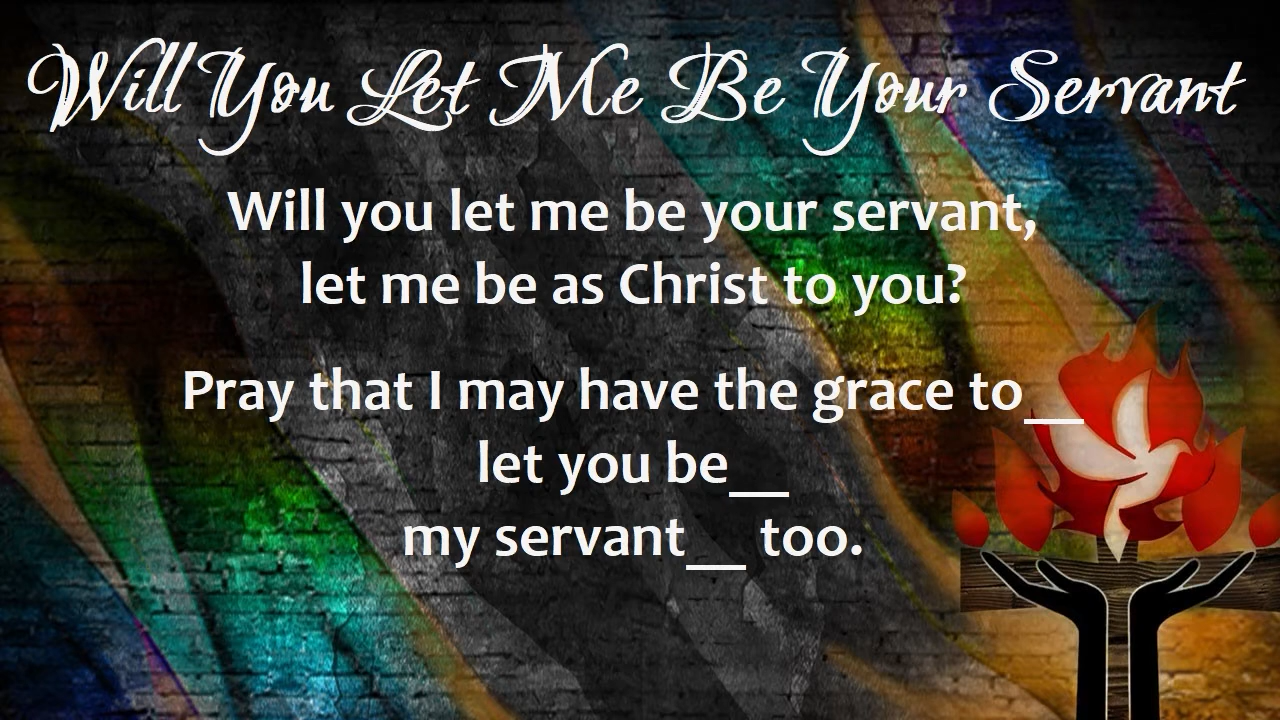 Will You Let Me Be Your Servant
Will you let me be your servant,
let me be as Christ to you?
Pray that I may have the grace to__
let you be__
my servant__ too.